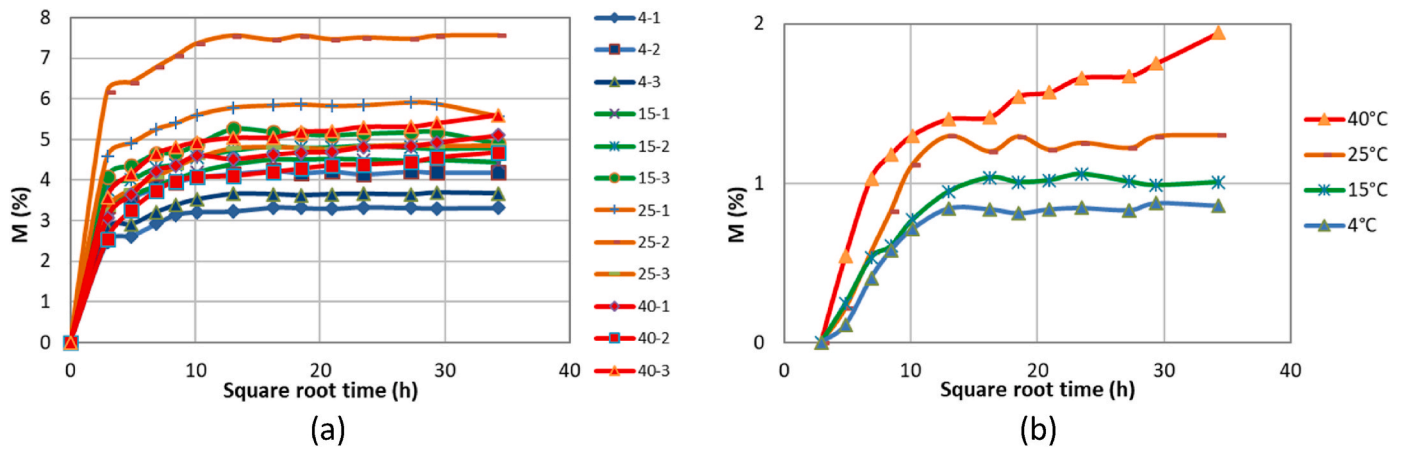 8
7
6
5
4
3
2
1
0
M (%)
0 10 20 30 40
Square root time (h)
4-1
4-2
4-3
15-1
15-2
15-3
25-1
25-2
25-3
40-1
40-2
40-3
(a)
2
1
0
M (%)
0 10 20 30 40
Square root time (h)
40°C
25°C
15°C
4°C
(b)